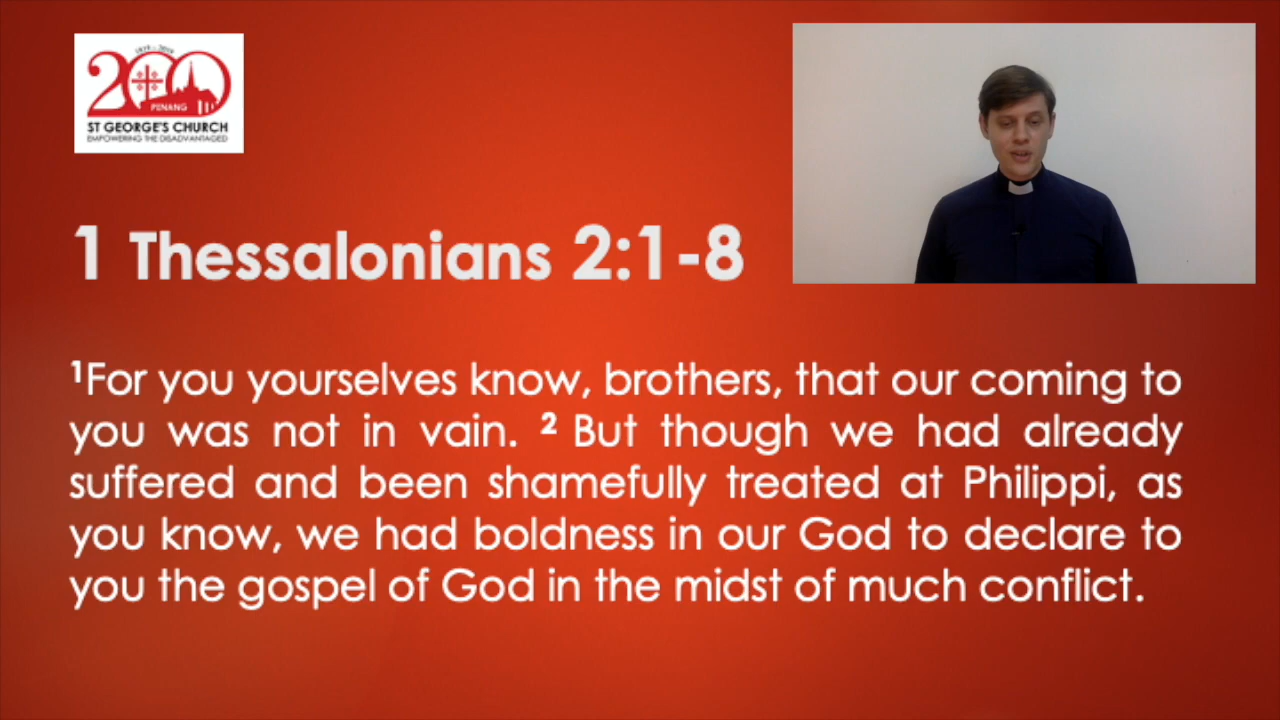 1819 - 2019
200
PENANG
ST GEORGE'S CHURCH
EMPOWERING THE DISADVANTAGED
1 Thessalonians 2:1-8
¹For you yourselves know, brothers, that our coming to
you was not in vain. ² But though we had already
suffered and been shamefully treated at Philippi, as
you know, we had boldness in our God to declare to
you the gospel of God in the midst of much conflict.